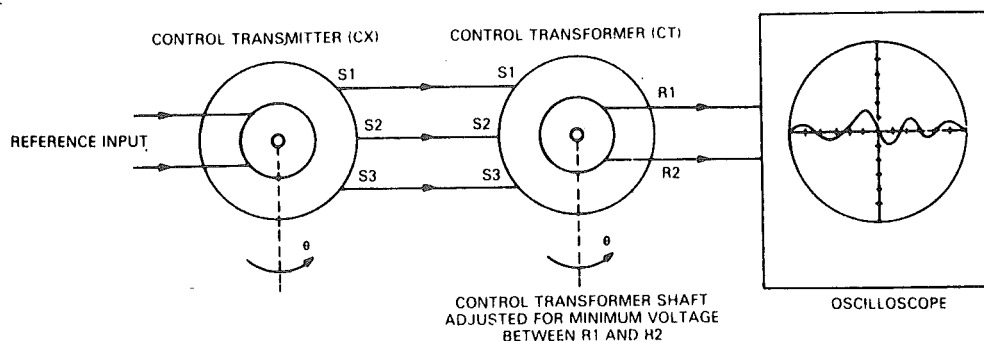 CONTROL TRANSMITTER (CX)
CONTROL TRANSFORMER (CT)
S1
S1
R1
REFERENCE INPUT
S2
S2
R2
S3
S3
θ
θ
CONTROL TRANSFORMER SHAFT
ADJUSTED FOR MINIMUM VOLTAGE
BETWEEN R1 AND R2
OSCILLOSCOPE